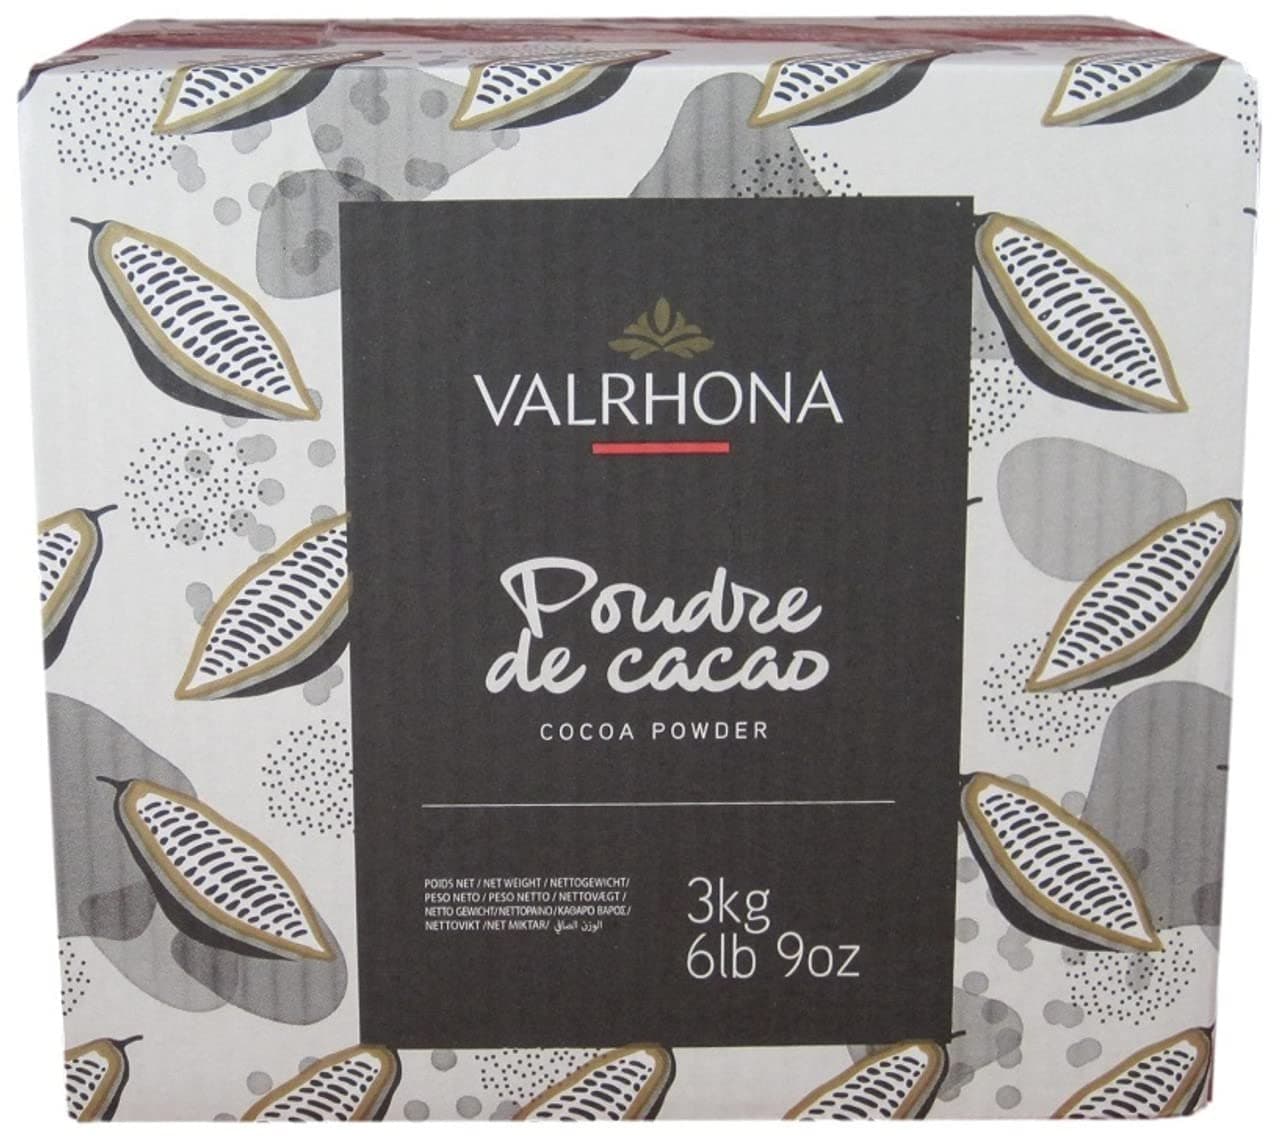 VALRHONA
Poudre
de cacao
COCOA POWDER
POIDS NET / NET WEIGHT / NETTOGEWICHT/
PESO NETO / PESO NETTO / NETTOVÆGT /
NETTO GEWICHT/NETTOPAINO/ΚΑΘΑΡΟ ΒΑΡΟΣ/
NETTOVIKT /NET MIKTAR/ الوزن الصافي
3kg
6lb 9oz